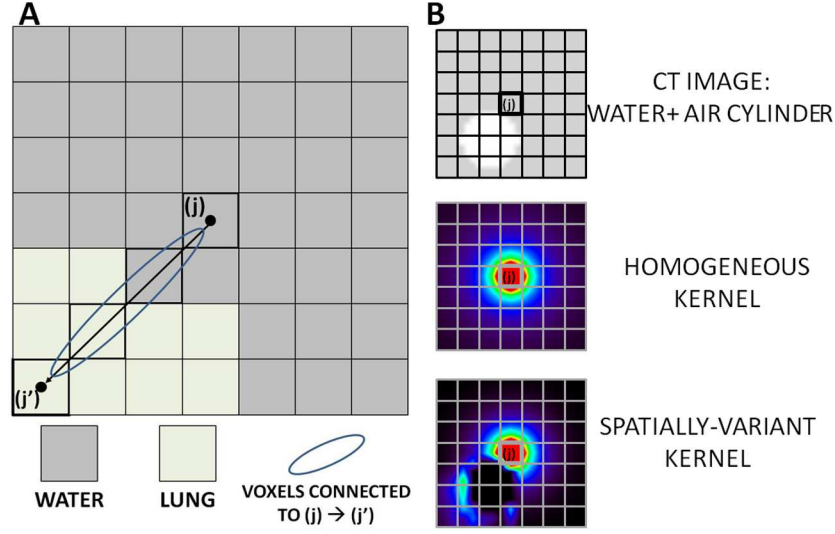 A
(j)
(j')
WATER
LUNG
VOXELS CONNECTED
TO (j) → (j')
B
(j)
CT IMAGE:
WATER+ AIR CYLINDER
(j)
HOMOGENEOUS
KERNEL
(j)
SPATIALLY-VARIANT
KERNEL